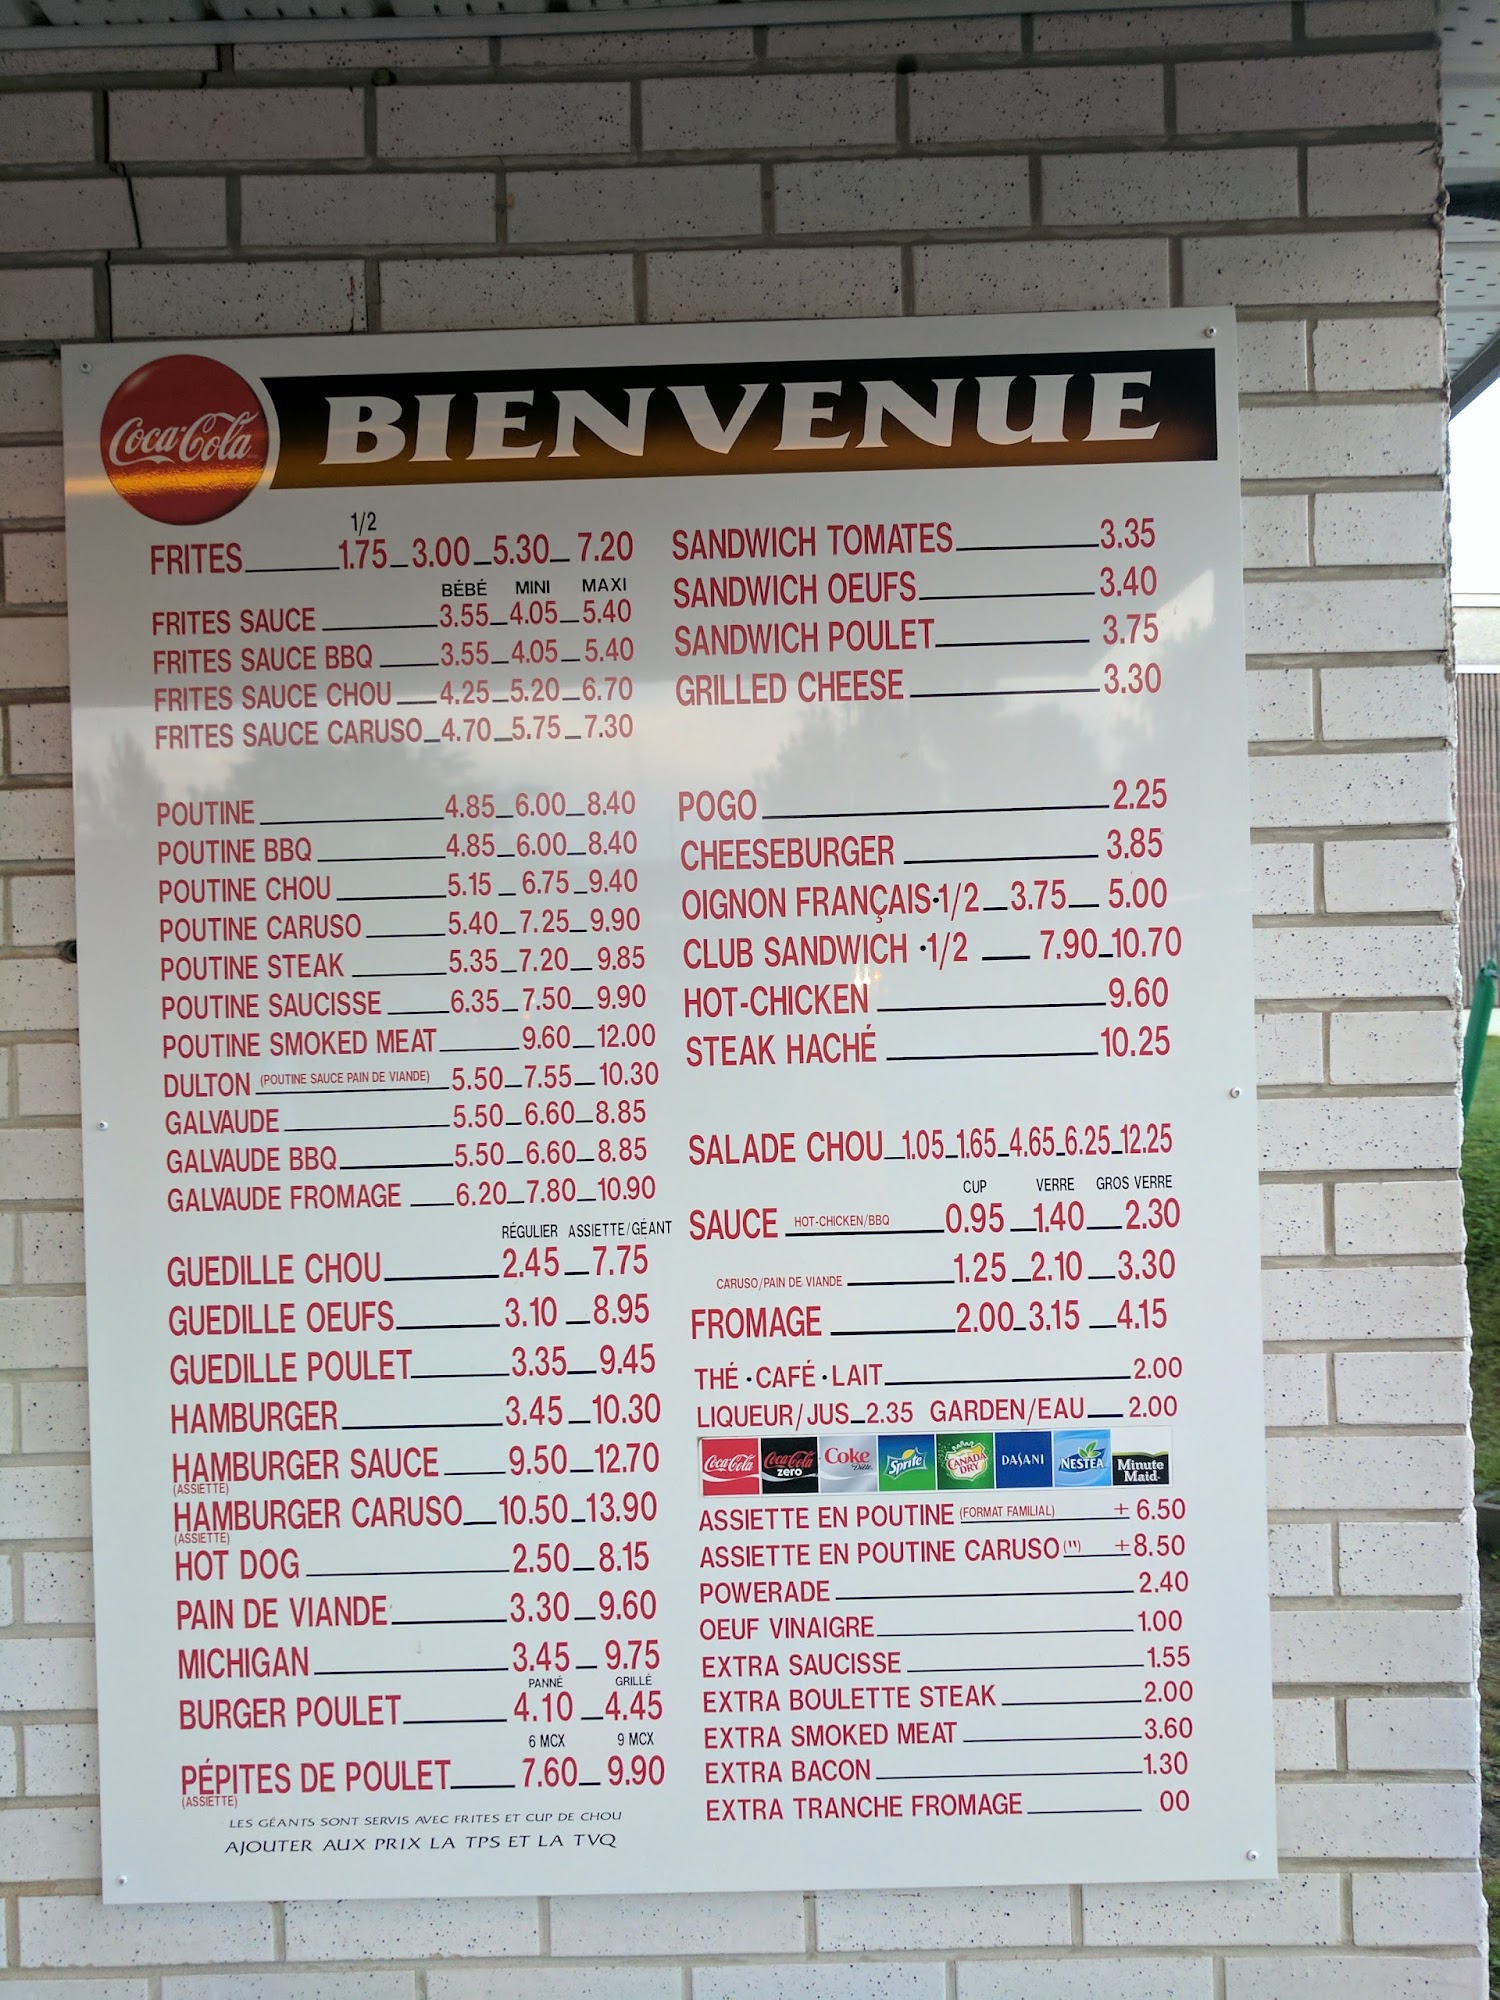 Coca-Cola
BIENVENUE
1/2
FRITES 1.75 3.00 5.30 7.20
BÉBÉ MINI MAXI
FRITES SAUCE 3.55 4.05 5.40
FRITES SAUCE BBQ 3.55 4.05 5.40
FRITES SAUCE CHOU 4.25 5.20 6.70
FRITES SAUCE CARUSO 4.70 5.75 7.30
POUTINE 4.85 6.00 8.40
POUTINE BBQ 4.85 6.00 8.40
POUTINE CHOU 5.15 6.75 9.40
POUTINE CARUSO 5.40 7.25 9.90
POUTINE STEAK 5.35 7.20 9.85
POUTINE SAUCISSE 6.35 7.50 9.90
POUTINE SMOKED MEAT 9.60 12.00
DULTON (POUTINE SAUCE PAIN DE VIANDE) 5.50 7.55 10.30
GALVAUDE 5.50 6.60 8.85
GALVAUDE BBQ 5.50 6.60 8.85
GALVAUDE FROMAGE 6.20 7.80 10.90
RÉGULIER ASSIETTE/GÉANT
GUEDILLE CHOU 2.45 7.75
GUEDILLE OEUFS 3.10 8.95
GUEDILLE POULET 3.35 9.45
HAMBURGER 3.45 10.30
HAMBURGER SAUCE 9.50 12.70
(ASSIETTE)
HAMBURGER CARUSO 10.50 13.90
(ASSIETTE)
HOT DOG 2.50 8.15
PAIN DE VIANDE 3.30 9.60
MICHIGAN 3.45 9.75
PANNÉ GRILLÉ
BURGER POULET 4.10 4.45
6 MCX 9 MCX
PÉPITES DE POULET 7.60 9.90
(ASSIETTE)
LES GÉANTS SONT SERVIS AVEC FRITES ET CUP DE CHOU
AJOUTER AUX PRIX LA TPS ET LA TVQ
SANDWICH TOMATES 3.35
SANDWICH OEUFS 3.40
SANDWICH POULET 3.75
GRILLED CHEESE 3.30
POGO 2.25
CHEESEBURGER 3.85
OIGNON FRANÇAIS·1/2 3.75 5.00
CLUB SANDWICH ·1/2 7.90 10.70
HOT-CHICKEN 9.60
STEAK HACHÉ 10.25
SALADE CHOU 1.05 1.65 4.65 6.25 12.25
CUP VERRE GROS VERRE
SAUCE HOT-CHICKEN/BBQ 0.95 1.40 2.30
CARUSO/PAIN DE VIANDE 1.25 2.10 3.30
FROMAGE 2.00 3.15 4.15
THÉ · CAFÉ · LAIT 2.00
LIQUEUR/JUS 2.35 GARDEN/EAU 2.00
Coca-Cola Coca-Cola zero Coke Diète Sprite CANADA DRY DASANI NESTEA Minute Maid
ASSIETTE EN POUTINE (FORMAT FAMILIAL) + 6.50
ASSIETTE EN POUTINE CARUSO (") +8.50
POWERADE 2.40
OEUF VINAIGRE 1.00
EXTRA SAUCISSE 1.55
EXTRA BOULETTE STEAK 2.00
EXTRA SMOKED MEAT 3.60
EXTRA BACON 1.30
EXTRA TRANCHE FROMAGE 00